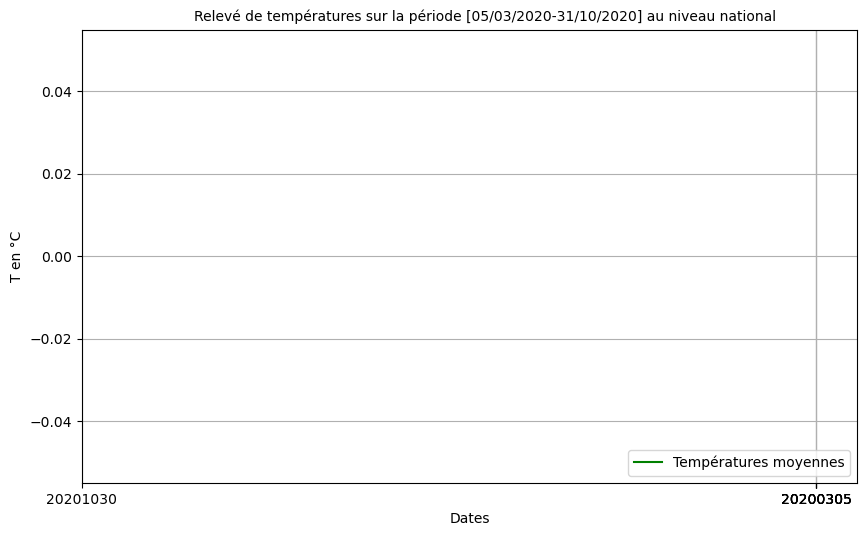 Relevé de températures sur la période [05/03/2020-31/10/2020] au niveau national
0.04
0.02
0.00
−0.02
−0.04
T en °C
Températures moyennes
20201030 20200305
Dates